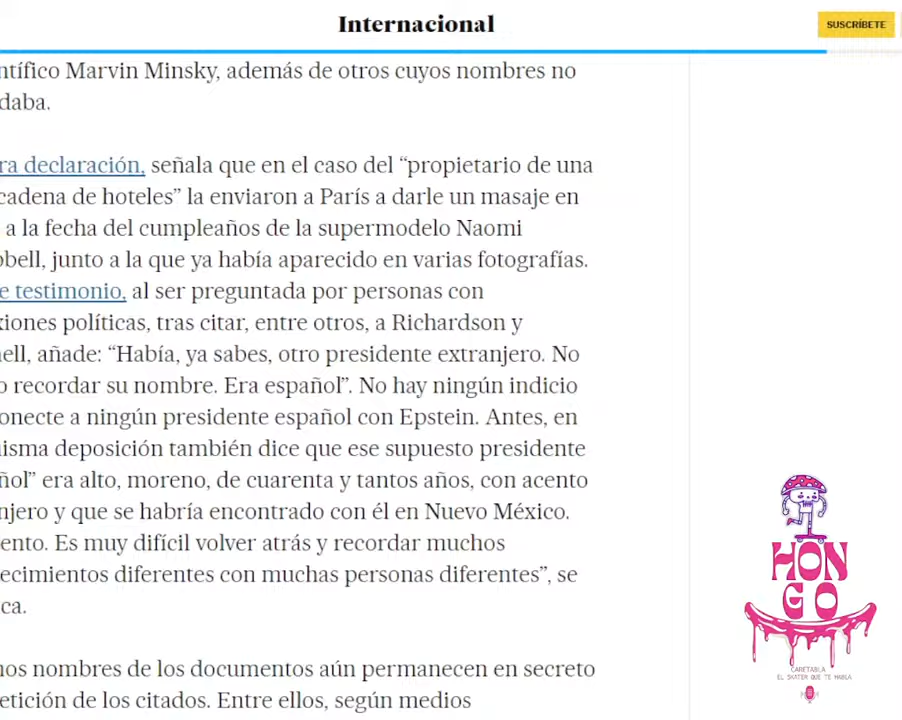 Internacional
SUSCRÍBETE
ntífico Marvin Minsky, además de otros cuyos nombres no
daba.
ra declaración, señala que en el caso del “propietario de una
cadena de hoteles” la enviaron a París a darle un masaje en
a la fecha del cumpleaños de la supermodelo Naomi
bell, junto a la que ya había aparecido en varias fotografías.
e testimonio, al ser preguntada por personas con
xiones políticas, tras citar, entre otros, a Richardson y
ell, añade: “Había, ya sabes, otro presidente extranjero. No
o recordar su nombre. Era español”. No hay ningún indicio
onecte a ningún presidente español con Epstein. Antes, en
isma deposición también dice que ese supuesto presidente
ñol” era alto, moreno, de cuarenta y tantos años, con acento
njero y que se habría encontrado con él en Nuevo México.
ento. Es muy difícil volver atrás y recordar muchos
ecimientos diferentes con muchas personas diferentes”, se
ca.
nos nombres de los documentos aún permanecen en secreto
etición de los citados. Entre ellos, según medios
HON
GO
CARETABLA
EL SKATER QUE TE HABLA